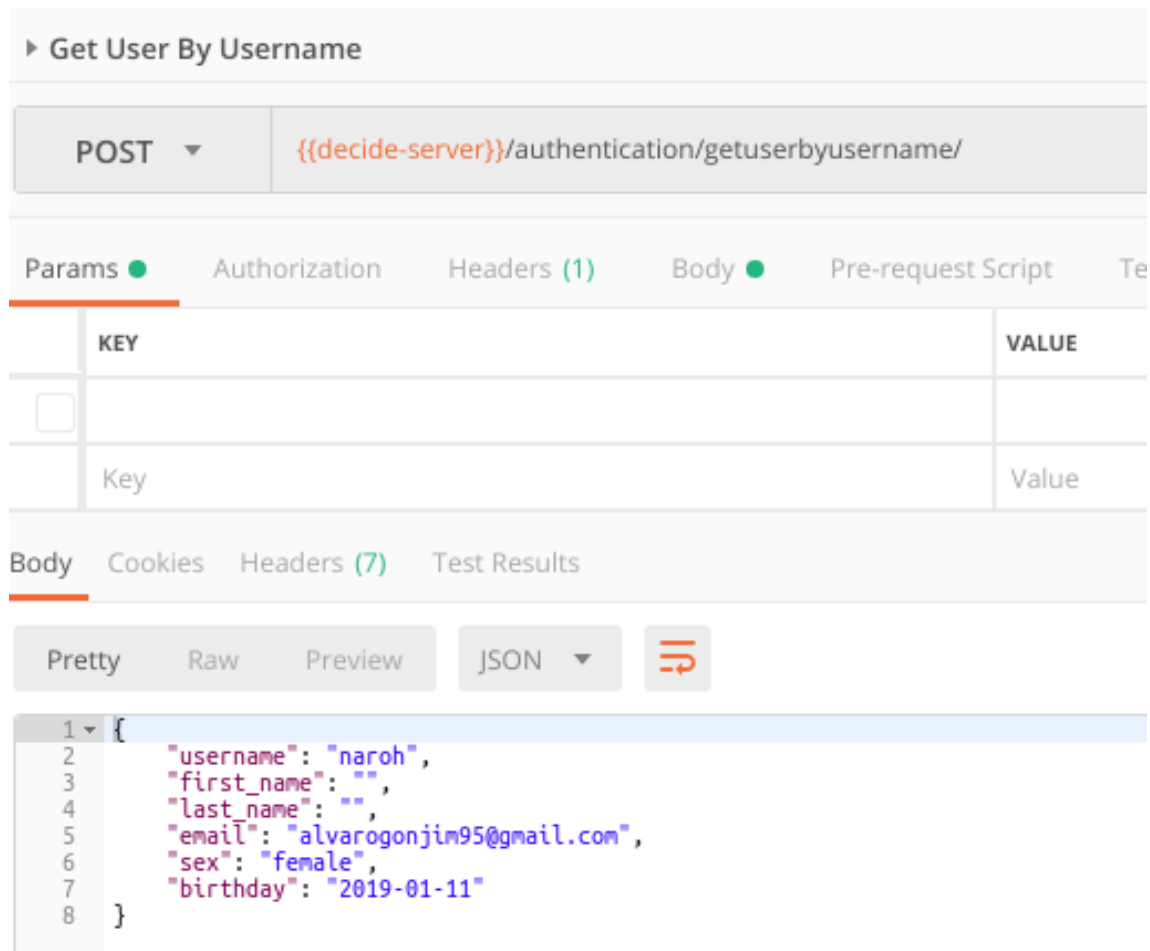 Get User By Username
POST {{decide-server}}/authentication/getuserbyusername/
Params Authorization Headers (1) Body Pre-request Script Te
KEY VALUE
Key Value
Body Cookies Headers (7) Test Results
Pretty Raw Preview JSON
1 {
2 "username": "naroh",
3 "first_name": "",
4 "last_name": "",
5 "email": "alvarogonjim95@gmail.com",
6 "sex": "female",
7 "birthday": "2019-01-11"
8 }